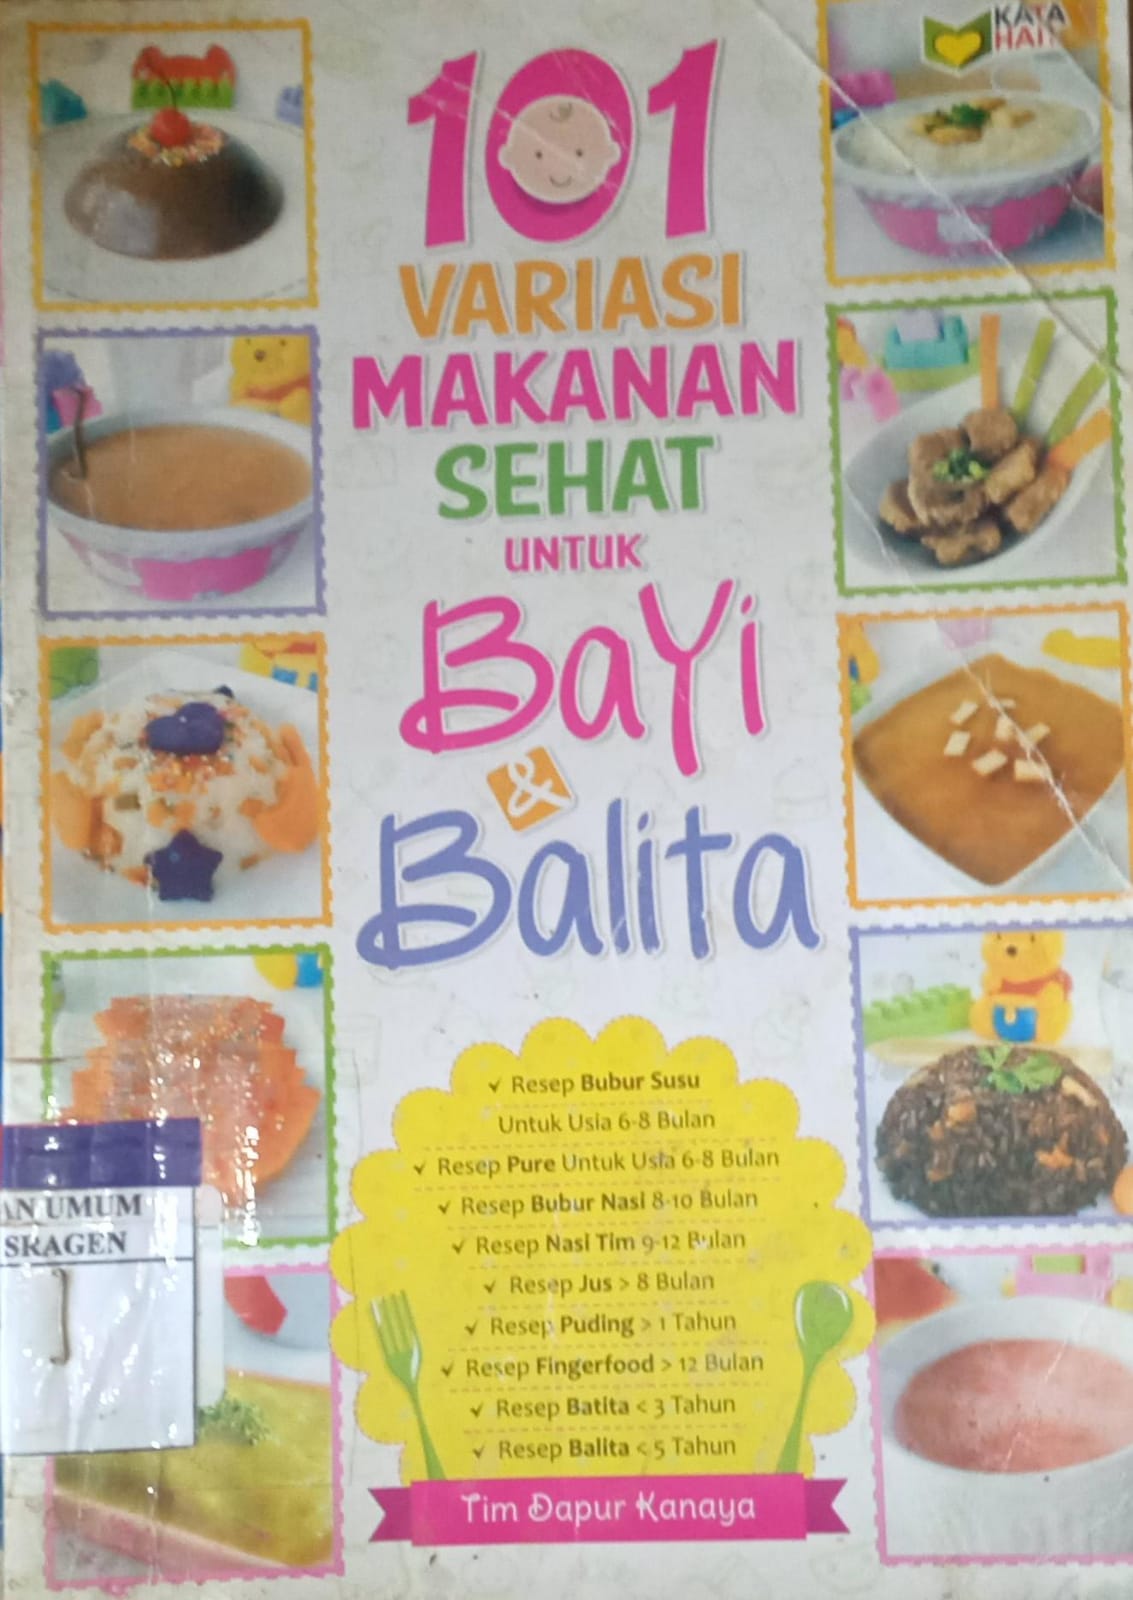 KATA
HATI
101
VARIASI
MAKANAN
SEHAT
UNTUK
BaYi
&
Balita
✓ Resep Bubur Susu
Untuk Usia 6-8 Bulan
✓ Resep Pure Untuk Usia 6-8 Bulan
✓ Resep Bubur Nasi 8-10 Bulan
✓ Resep Nasi Tim 9-12 Bulan
✓ Resep Jus > 8 Bulan
✓ Resep Puding > 1 Tahun
✓ Resep Fingerfood > 12 Bulan
✓ Resep Batita < 3 Tahun
✓ Resep Balita < 5 Tahun
Tim Dapur Kanaya
AN UMUM
SRAGEN